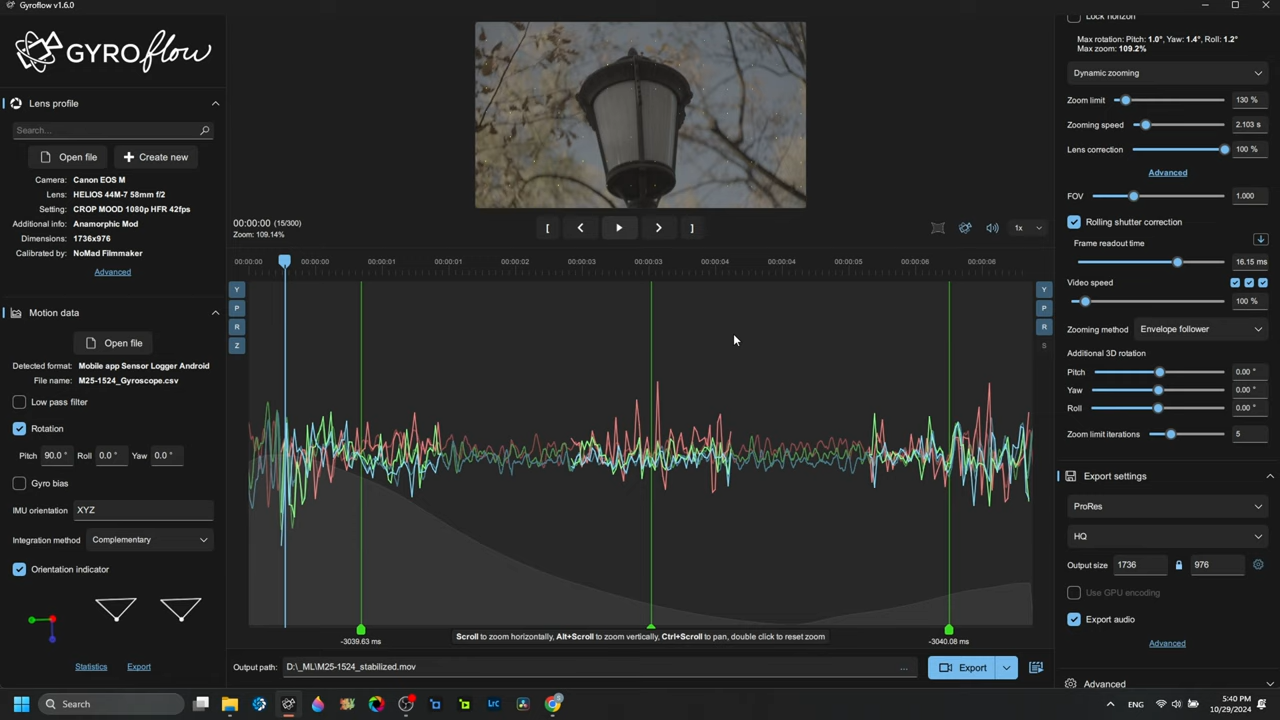 Gyroflow v1.6.0
GYROflow
Lens profile
Search...
Open file
Create new
Camera: Canon EOS M
Lens: HELIOS 44M-7 58mm f/2
Setting: CROP MOOD 1080p HFR 42fps
Additional info: Anamorphic Mod
Dimensions: 1736x976
Calibrated by: NoMad Filmmaker
Advanced
Motion data
Open file
Detected format: Mobile app Sensor Logger Android
File name: M25-1524_Gyroscope.csv
Low pass filter
Rotation
Pitch 90.0 ° Roll 0.0 ° Yaw 0.0 °
Gyro bias
IMU orientation XYZ
Integration method Complementary
Orientation indicator
Statistics Export
00:00:00 (15/300)
Zoom: 109.14%
[ ]
1x
00:00:00 00:00:00 00:00:01 00:00:01 00:00:02 00:00:03 00:00:03 00:00:04 00:00:04 00:00:05 00:00:06 00:00:06
Y Y
P P
R R
Z S
-3039.63 ms
Scroll to zoom horizontally, Alt+Scroll to zoom vertically, Ctrl+Scroll to pan, double click to reset zoom
-3040.08 ms
Output path: D:\_ML\M25-1524_stabilized.mov ...
Export
Lock horizon
Max rotation: Pitch: 1.0°, Yaw: 1.4°, Roll: 1.2°
Max zoom: 109.2%
Dynamic zooming
Zoom limit 130 %
Zooming speed 2.103 s
Lens correction 100 %
Advanced
FOV 1.000
Rolling shutter correction
Frame readout time
16.15 ms
Video speed
100 %
Zooming method Envelope follower
Additional 3D rotation
Pitch 0.00 °
Yaw 0.00 °
Roll 0.00 °
Zoom limit iterations 5
Export settings
ProRes
HQ
Output size 1736 976
Use GPU encoding
Export audio
Advanced
Advanced
Search
LrC
ENG
5:40 PM
10/29/2024